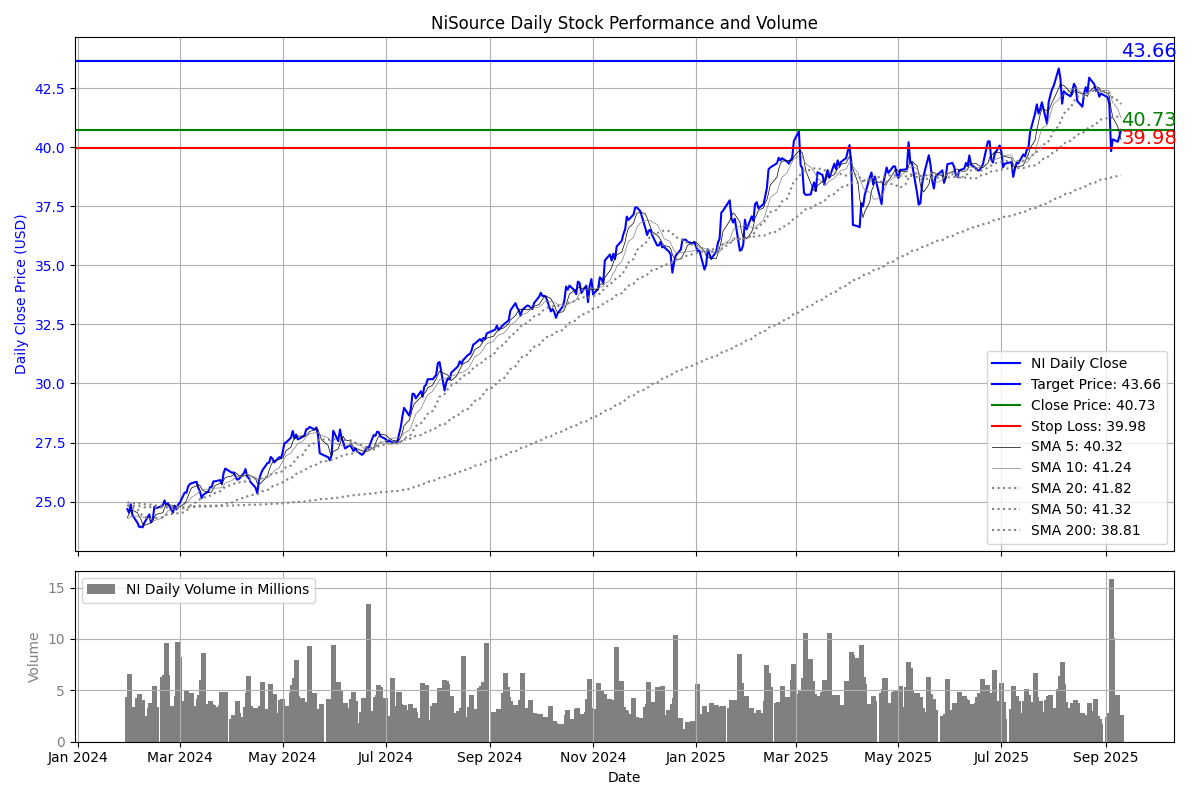 NiSource Daily Stock Performance and Volume
43.66
42.5
40.73
40.0
39.98
37.5
35.0
32.5
30.0
27.5
25.0
Daily Close Price (USD)
NI Daily Close
Target Price: 43.66
Close Price: 40.73
Stop Loss: 39.98
SMA 5: 40.32
SMA 10: 41.24
SMA 20: 41.82
SMA 50: 41.32
SMA 200: 38.81
NI Daily Volume in Millions
15
10
5
0
Volume
Jan 2024 Mar 2024 May 2024 Jul 2024 Sep 2024 Nov 2024 Jan 2025 Mar 2025 May 2025 Jul 2025 Sep 2025
Date